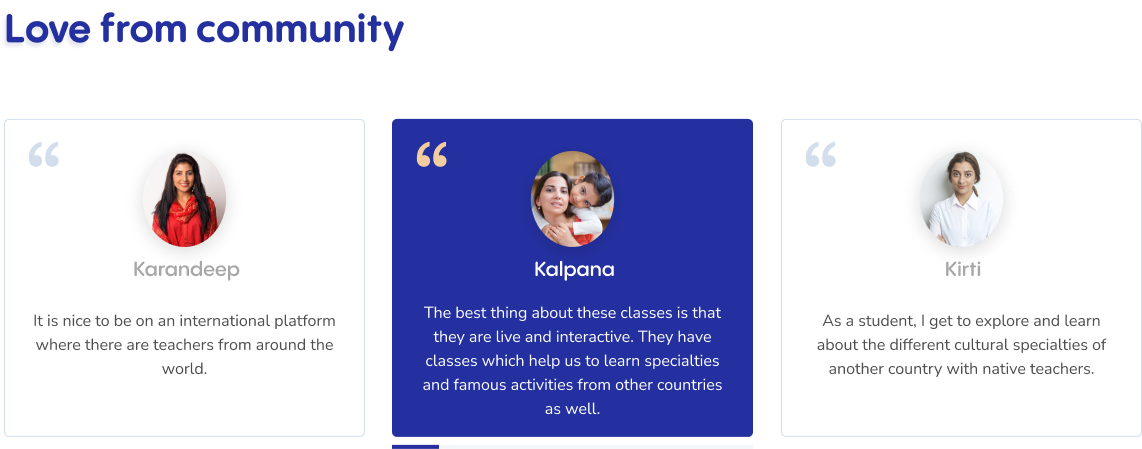 Love from community
“
Karandeep
It is nice to be on an international platform
where there are teachers from around the
world.
“
Kalpana
The best thing about these classes is that
they are live and interactive. They have
classes which help us to learn specialties
and famous activities from other countries
as well.
“
Kirti
As a student, I get to explore and learn
about the different cultural specialties of
another country with native teachers.